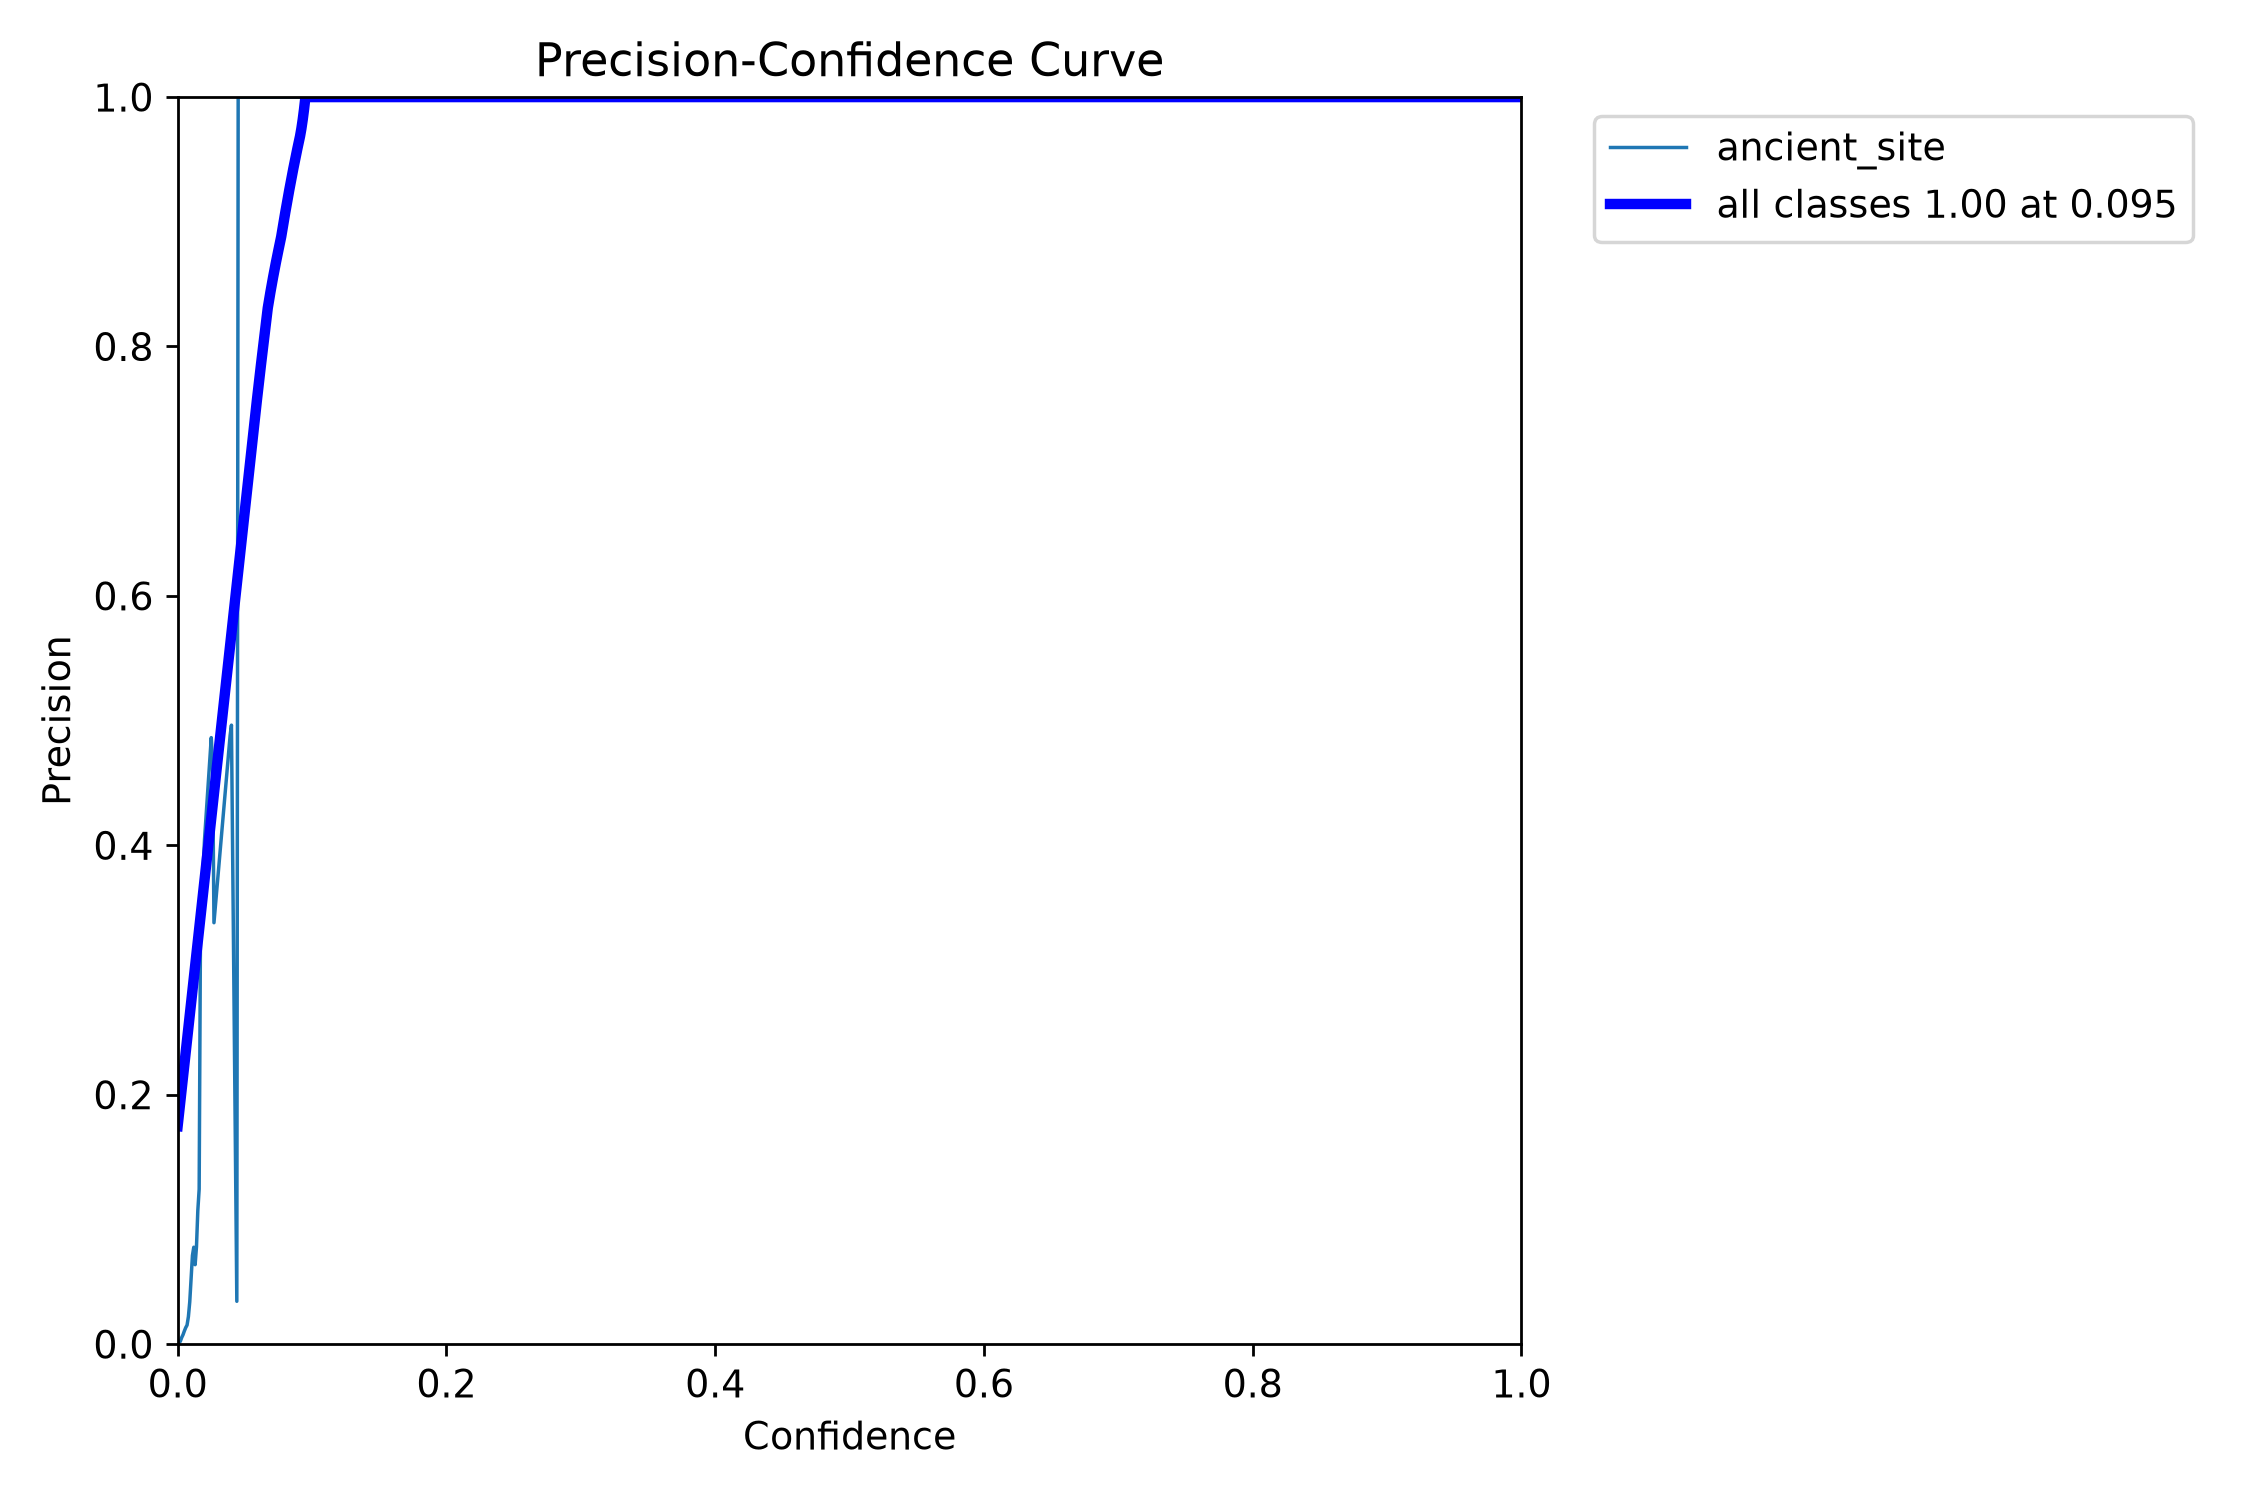 Precision-Confidence Curve
1.0
0.8
0.6
0.4
0.2
0.0
Precision
0.0 0.2 0.4 0.6 0.8 1.0
Confidence
ancient_site
all classes 1.00 at 0.095